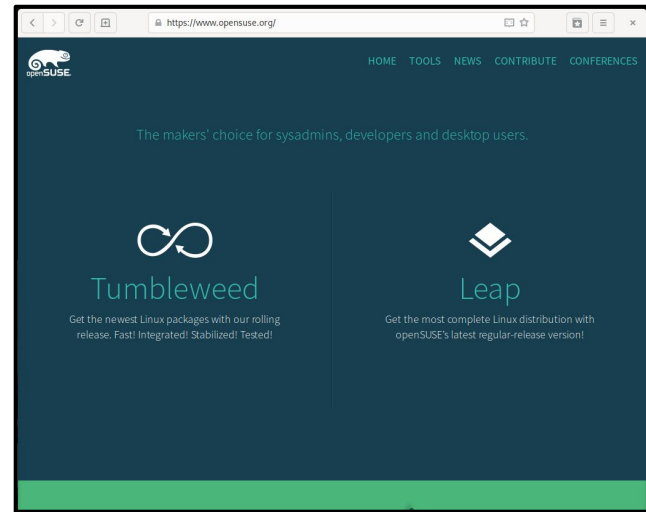 https://www.opensuse.org/
openSUSE.
HOME TOOLS NEWS CONTRIBUTE CONFERENCES
The makers' choice for sysadmins, developers and desktop users.
Tumbleweed
Get the newest Linux packages with our rolling
release. Fast! Integrated! Stabilized! Tested!
Leap
Get the most complete Linux distribution with
openSUSE's latest regular-release version!